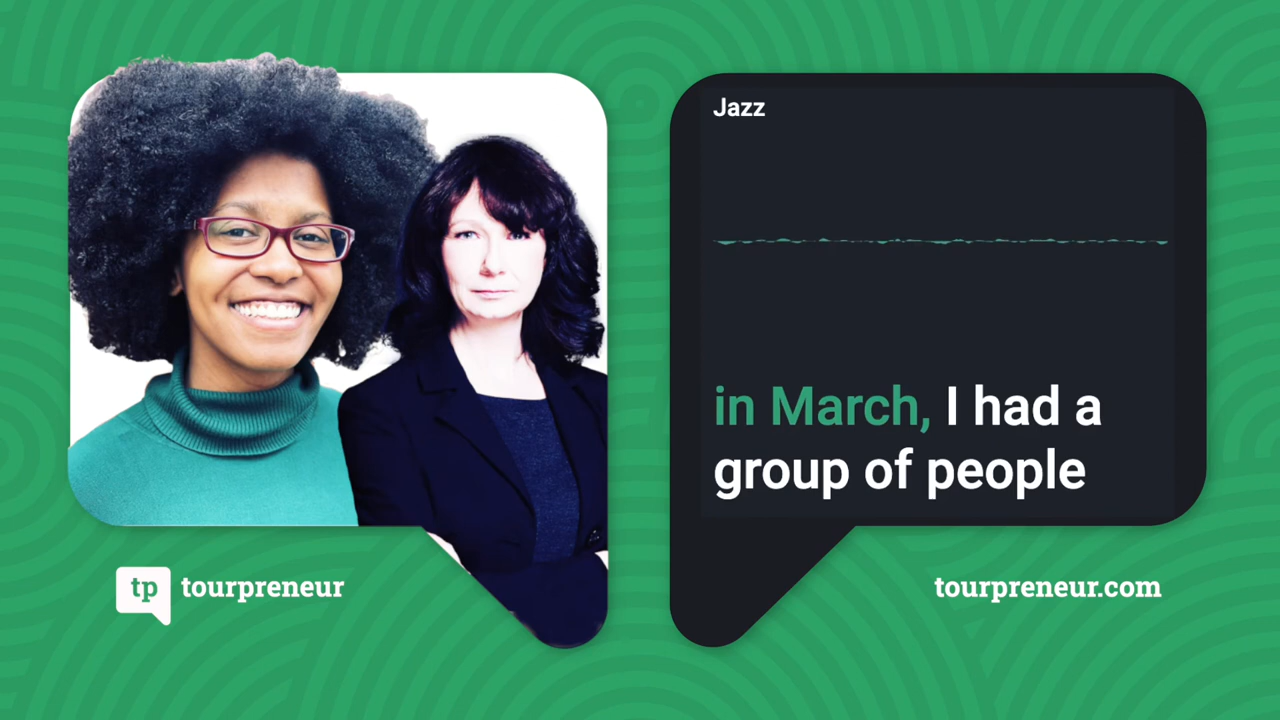 Jazz
in March, I had a
group of people
tp tourpreneur
tourpreneur.com